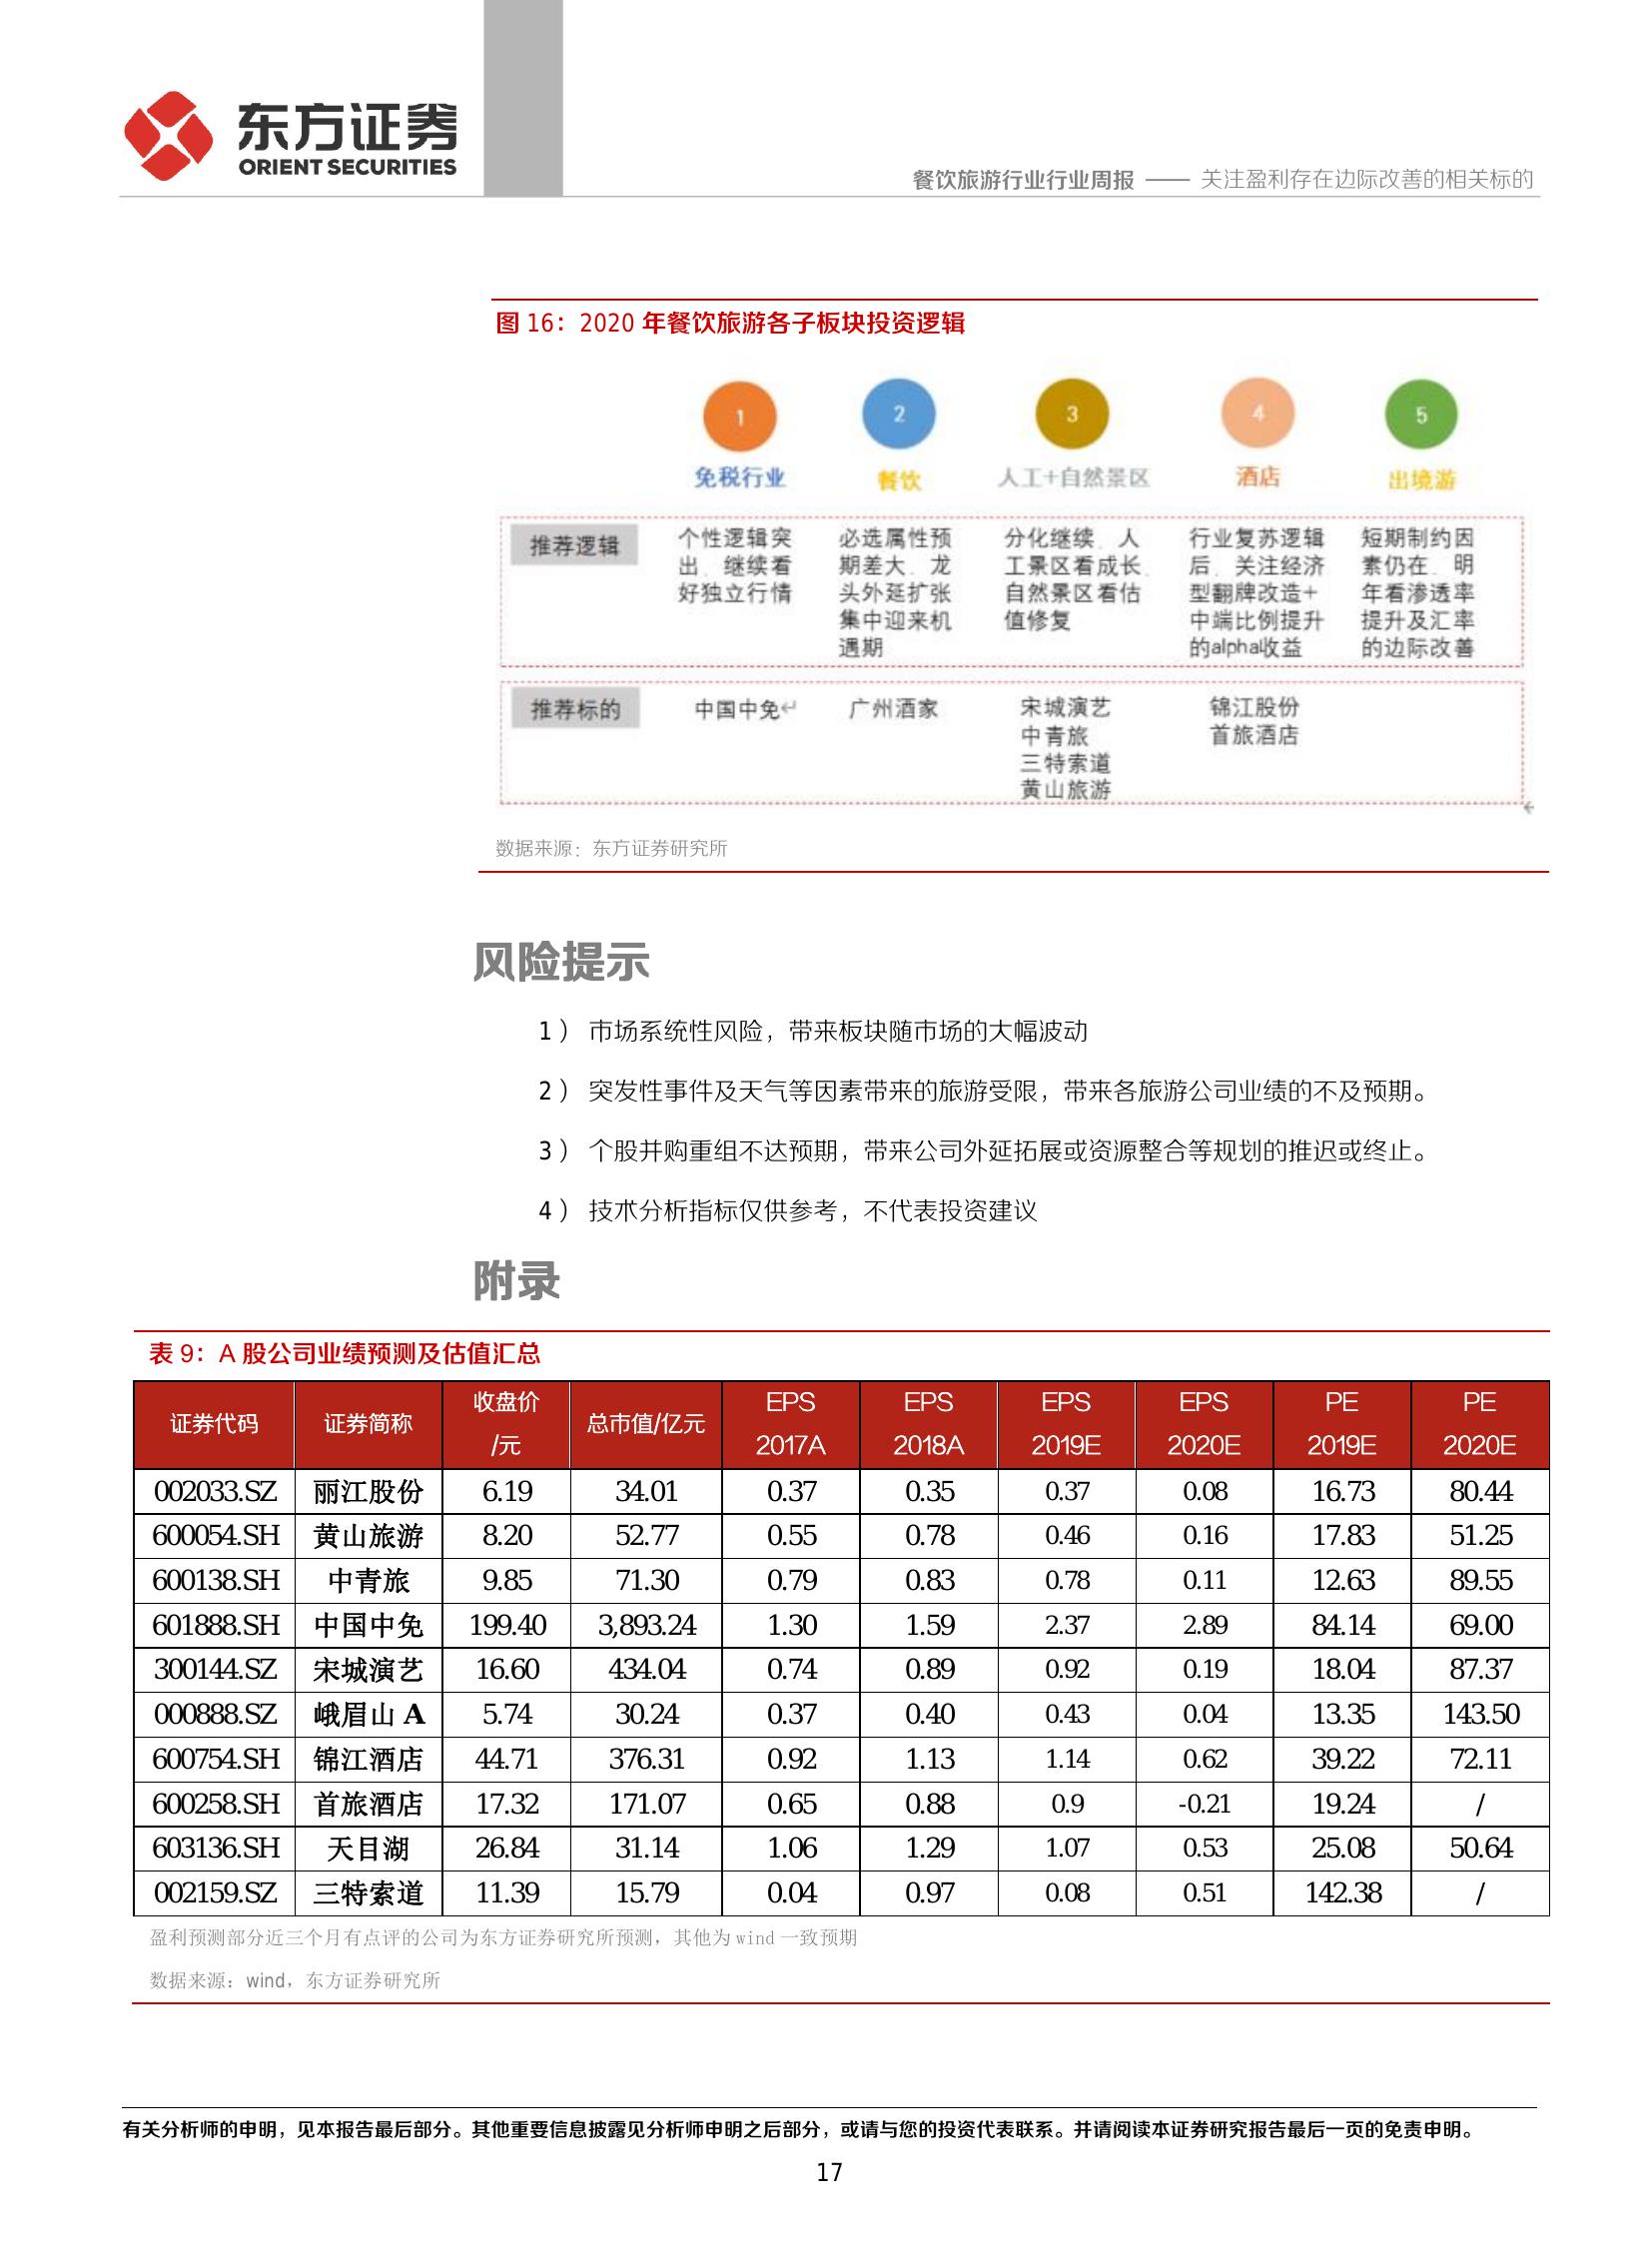 东方证券
ORIENT SECURITIES
餐饮旅游行业行业周报 —— 关注盈利存在边际改善的相关标的
图 16：2020 年餐饮旅游各子板块投资逻辑
1 2 3 4 5
免税行业 餐饮 人工+自然景区 酒店 出境游
推荐逻辑
个性逻辑突
出，继续看
好独立行情
必选属性预
期差大，龙
头外延扩张
集中迎来机
遇期
分化继续，人
工景区看成长，
自然景区看估
值修复
行业复苏逻辑
后，关注经济
型翻牌改造+
中端比例提升
的alpha收益
短期制约因
素仍在，明
年看渗透率
提升及汇率
的边际改善
推荐标的
中国中免↵
广州酒家
宋城演艺
中青旅
三特索道
黄山旅游
锦江股份
首旅酒店
数据来源：东方证券研究所
风险提示
1） 市场系统性风险，带来板块随市场的大幅波动
2） 突发性事件及天气等因素带来的旅游受限，带来各旅游公司业绩的不及预期。
3） 个股并购重组不达预期，带来公司外延拓展或资源整合等规划的推迟或终止。
4） 技术分析指标仅供参考，不代表投资建议
附录
表 9：A 股公司业绩预测及估值汇总
证券代码 证券简称 收盘价/元 总市值/亿元 EPS 2017A EPS 2018A EPS 2019E EPS 2020E PE 2019E PE 2020E
002033.SZ 丽江股份 6.19 34.01 0.37 0.35 0.37 0.08 16.73 80.44
600054.SH 黄山旅游 8.20 52.77 0.55 0.78 0.46 0.16 17.83 51.25
600138.SH 中青旅 9.85 71.30 0.79 0.83 0.78 0.11 12.63 89.55
601888.SH 中国中免 199.40 3,893.24 1.30 1.59 2.37 2.89 84.14 69.00
300144.SZ 宋城演艺 16.60 434.04 0.74 0.89 0.92 0.19 18.04 87.37
000888.SZ 峨眉山 A 5.74 30.24 0.37 0.40 0.43 0.04 13.35 143.50
600754.SH 锦江酒店 44.71 376.31 0.92 1.13 1.14 0.62 39.22 72.11
600258.SH 首旅酒店 17.32 171.07 0.65 0.88 0.9 -0.21 19.24 /
603136.SH 天目湖 26.84 31.14 1.06 1.29 1.07 0.53 25.08 50.64
002159.SZ 三特索道 11.39 15.79 0.04 0.97 0.08 0.51 142.38 /
盈利预测部分近三个月有点评的公司为东方证券研究所预测，其他为 wind 一致预期
数据来源：wind，东方证券研究所
有关分析师的申明，见本报告最后部分。其他重要信息披露见分析师申明之后部分，或请与您的投资代表联系。并请阅读本证券研究报告最后一页的免责申明。
17